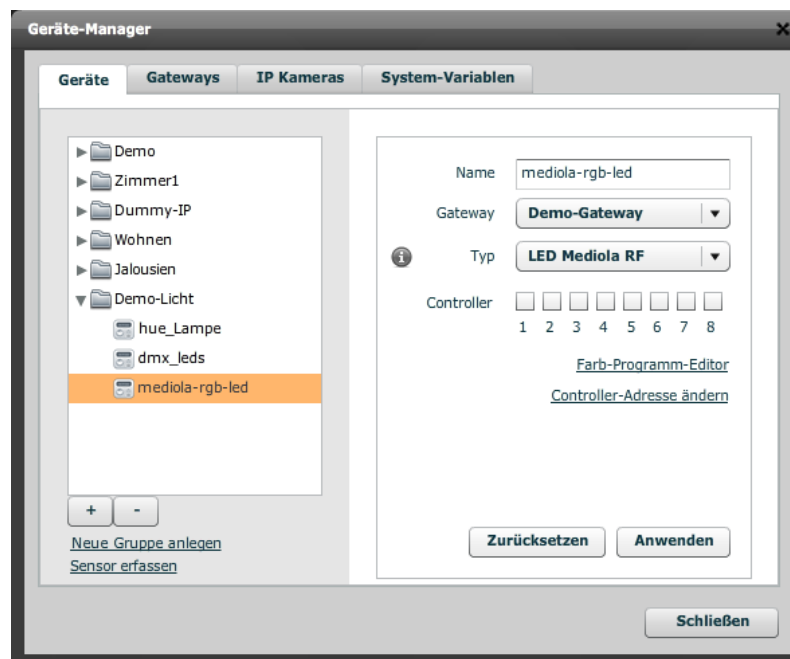 Geräte-Manager
Geräte Gateways IP Kameras System-Variablen
Demo
Zimmer1
Dummy-IP
Wohnen
Jalousien
Demo-Licht
hue_Lampe
dmx_leds
mediola-rgb-led
+ -
Neue Gruppe anlegen
Sensor erfassen
Name mediola-rgb-led
Gateway Demo-Gateway
Typ LED Mediola RF
Controller
1 2 3 4 5 6 7 8
Farb-Programm-Editor
Controller-Adresse ändern
Zurücksetzen Anwenden
Schließen